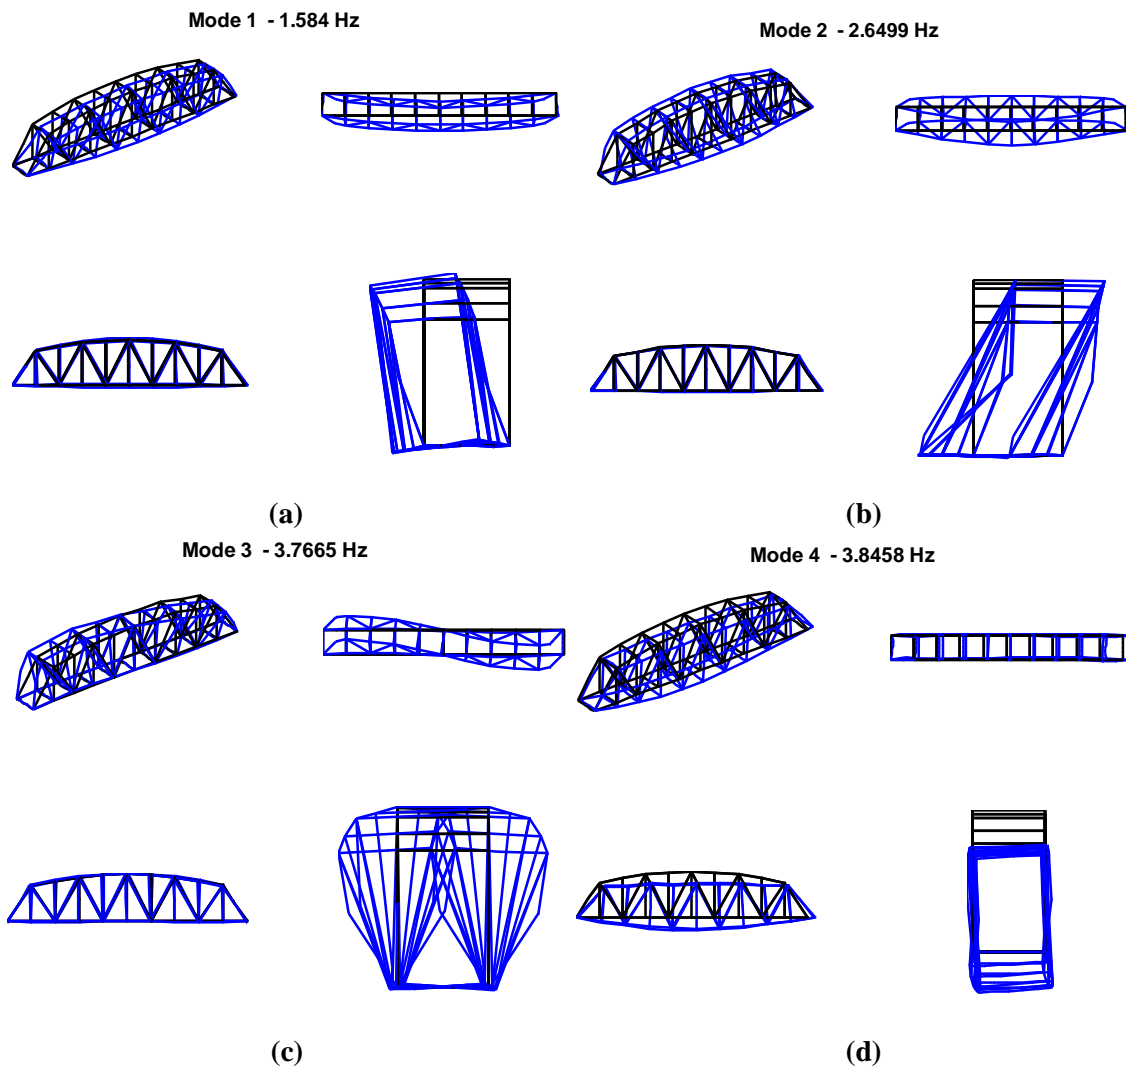 Mode 1 - 1.584 Hz
Mode 2 - 2.6499 Hz
(a)
(b)
Mode 3 - 3.7665 Hz
Mode 4 - 3.8458 Hz
(c)
(d)